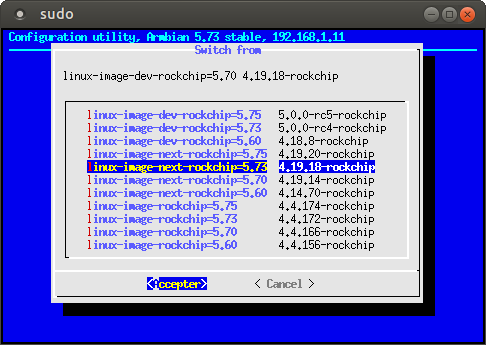 sudo
Configuration utility, Armbian 5.73 stable, 192.168.1.11
Switch from
linux-image-dev-rockchip=5.70 4.19.18-rockchip
linux-image-dev-rockchip=5.75 5.0.0-rc5-rockchip
linux-image-dev-rockchip=5.73 5.0.0-rc4-rockchip
linux-image-dev-rockchip=5.60 4.18.8-rockchip
linux-image-next-rockchip=5.75 4.19.20-rockchip
linux-image-next-rockchip=5.73 4.19.18-rockchip
linux-image-next-rockchip=5.70 4.19.14-rockchip
linux-image-next-rockchip=5.60 4.14.70-rockchip
linux-image-rockchip=5.75 4.4.174-rockchip
linux-image-rockchip=5.73 4.4.172-rockchip
linux-image-rockchip=5.70 4.4.166-rockchip
linux-image-rockchip=5.60 4.4.156-rockchip
<Accepter> < Cancel >